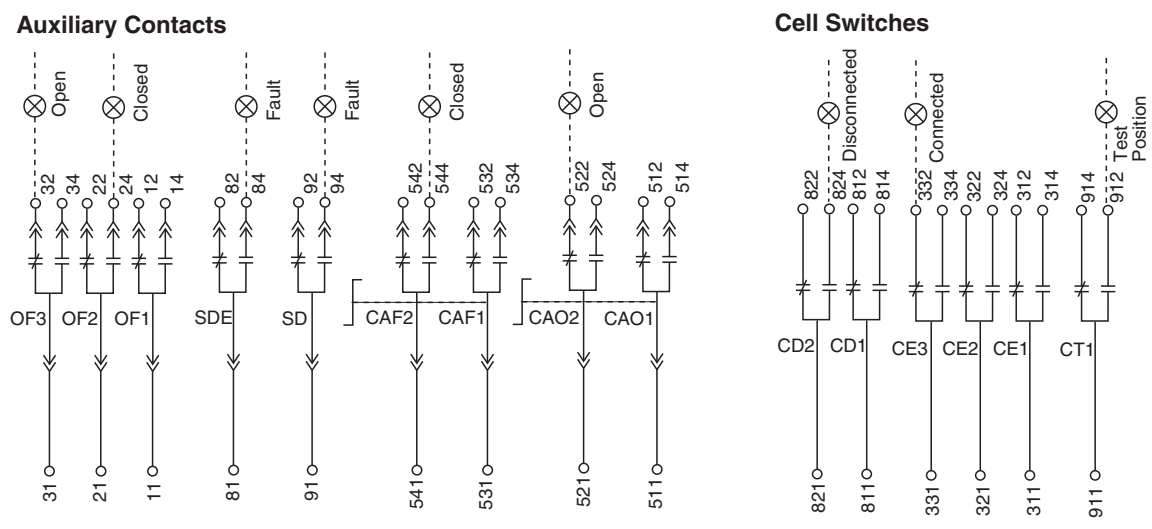 Auxiliary Contacts
Cell Switches
Open
Closed
Fault
Fault
Closed
Open
Disconnected
Connected
Test
Position
32
34
22
24
12
14
82
84
92
94
542
544
532
534
522
524
512
514
822
824
812
814
332
334
322
324
312
314
914
912
OF3
OF2
OF1
SDE
SD
CAF2
CAF1
CAO2
CAO1
CD2
CD1
CE3
CE2
CE1
CT1
31
21
11
81
91
541
531
521
511
821
811
331
321
311
911